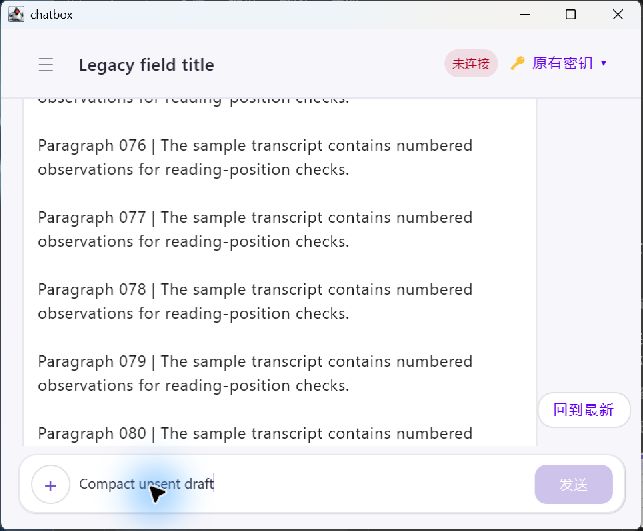 chatbox
Legacy field title
未连接
原有密钥
observations for reading-position checks.
Paragraph 076 | The sample transcript contains numbered
observations for reading-position checks.
Paragraph 077 | The sample transcript contains numbered
observations for reading-position checks.
Paragraph 078 | The sample transcript contains numbered
observations for reading-position checks.
Paragraph 079 | The sample transcript contains numbered
observations for reading-position checks.
回到最新
Paragraph 080 | The sample transcript contains numbered
Compact unsent draft
发送